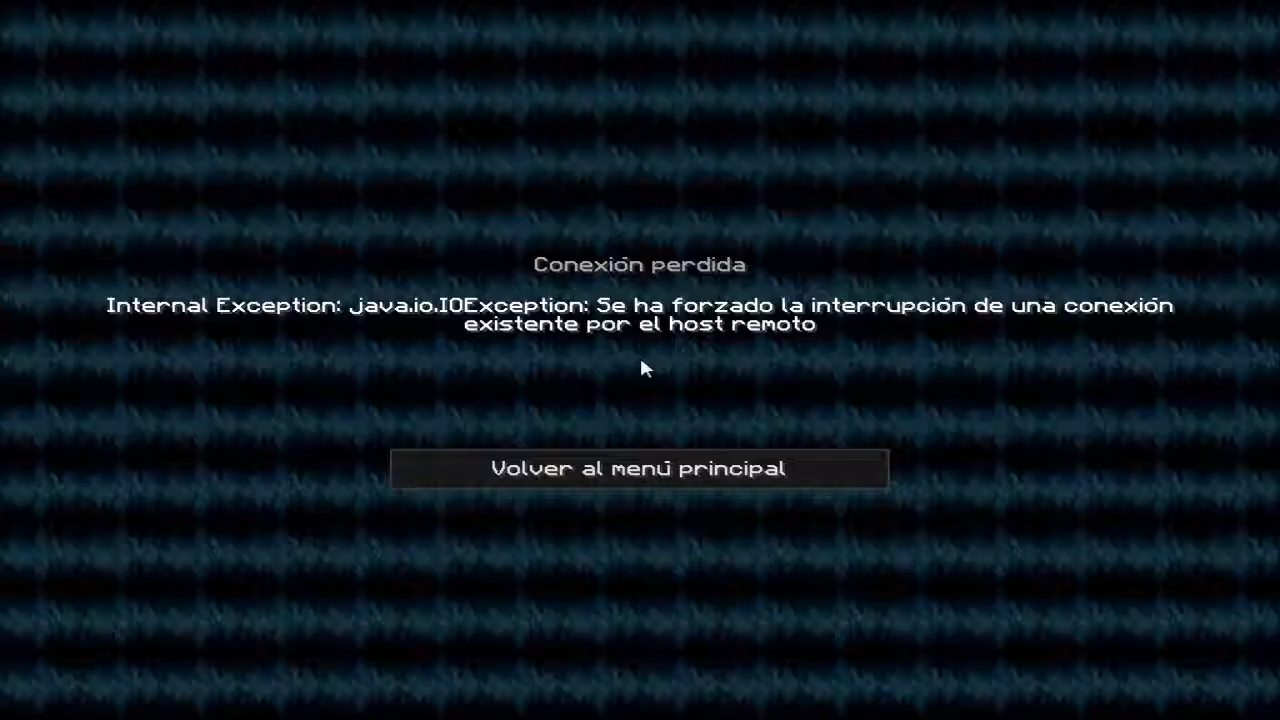 Conexión perdida
Internal Exception: java.io.IOException: Se ha forzado la interrupción de una conexión
existente por el host remoto
Volver al menú principal